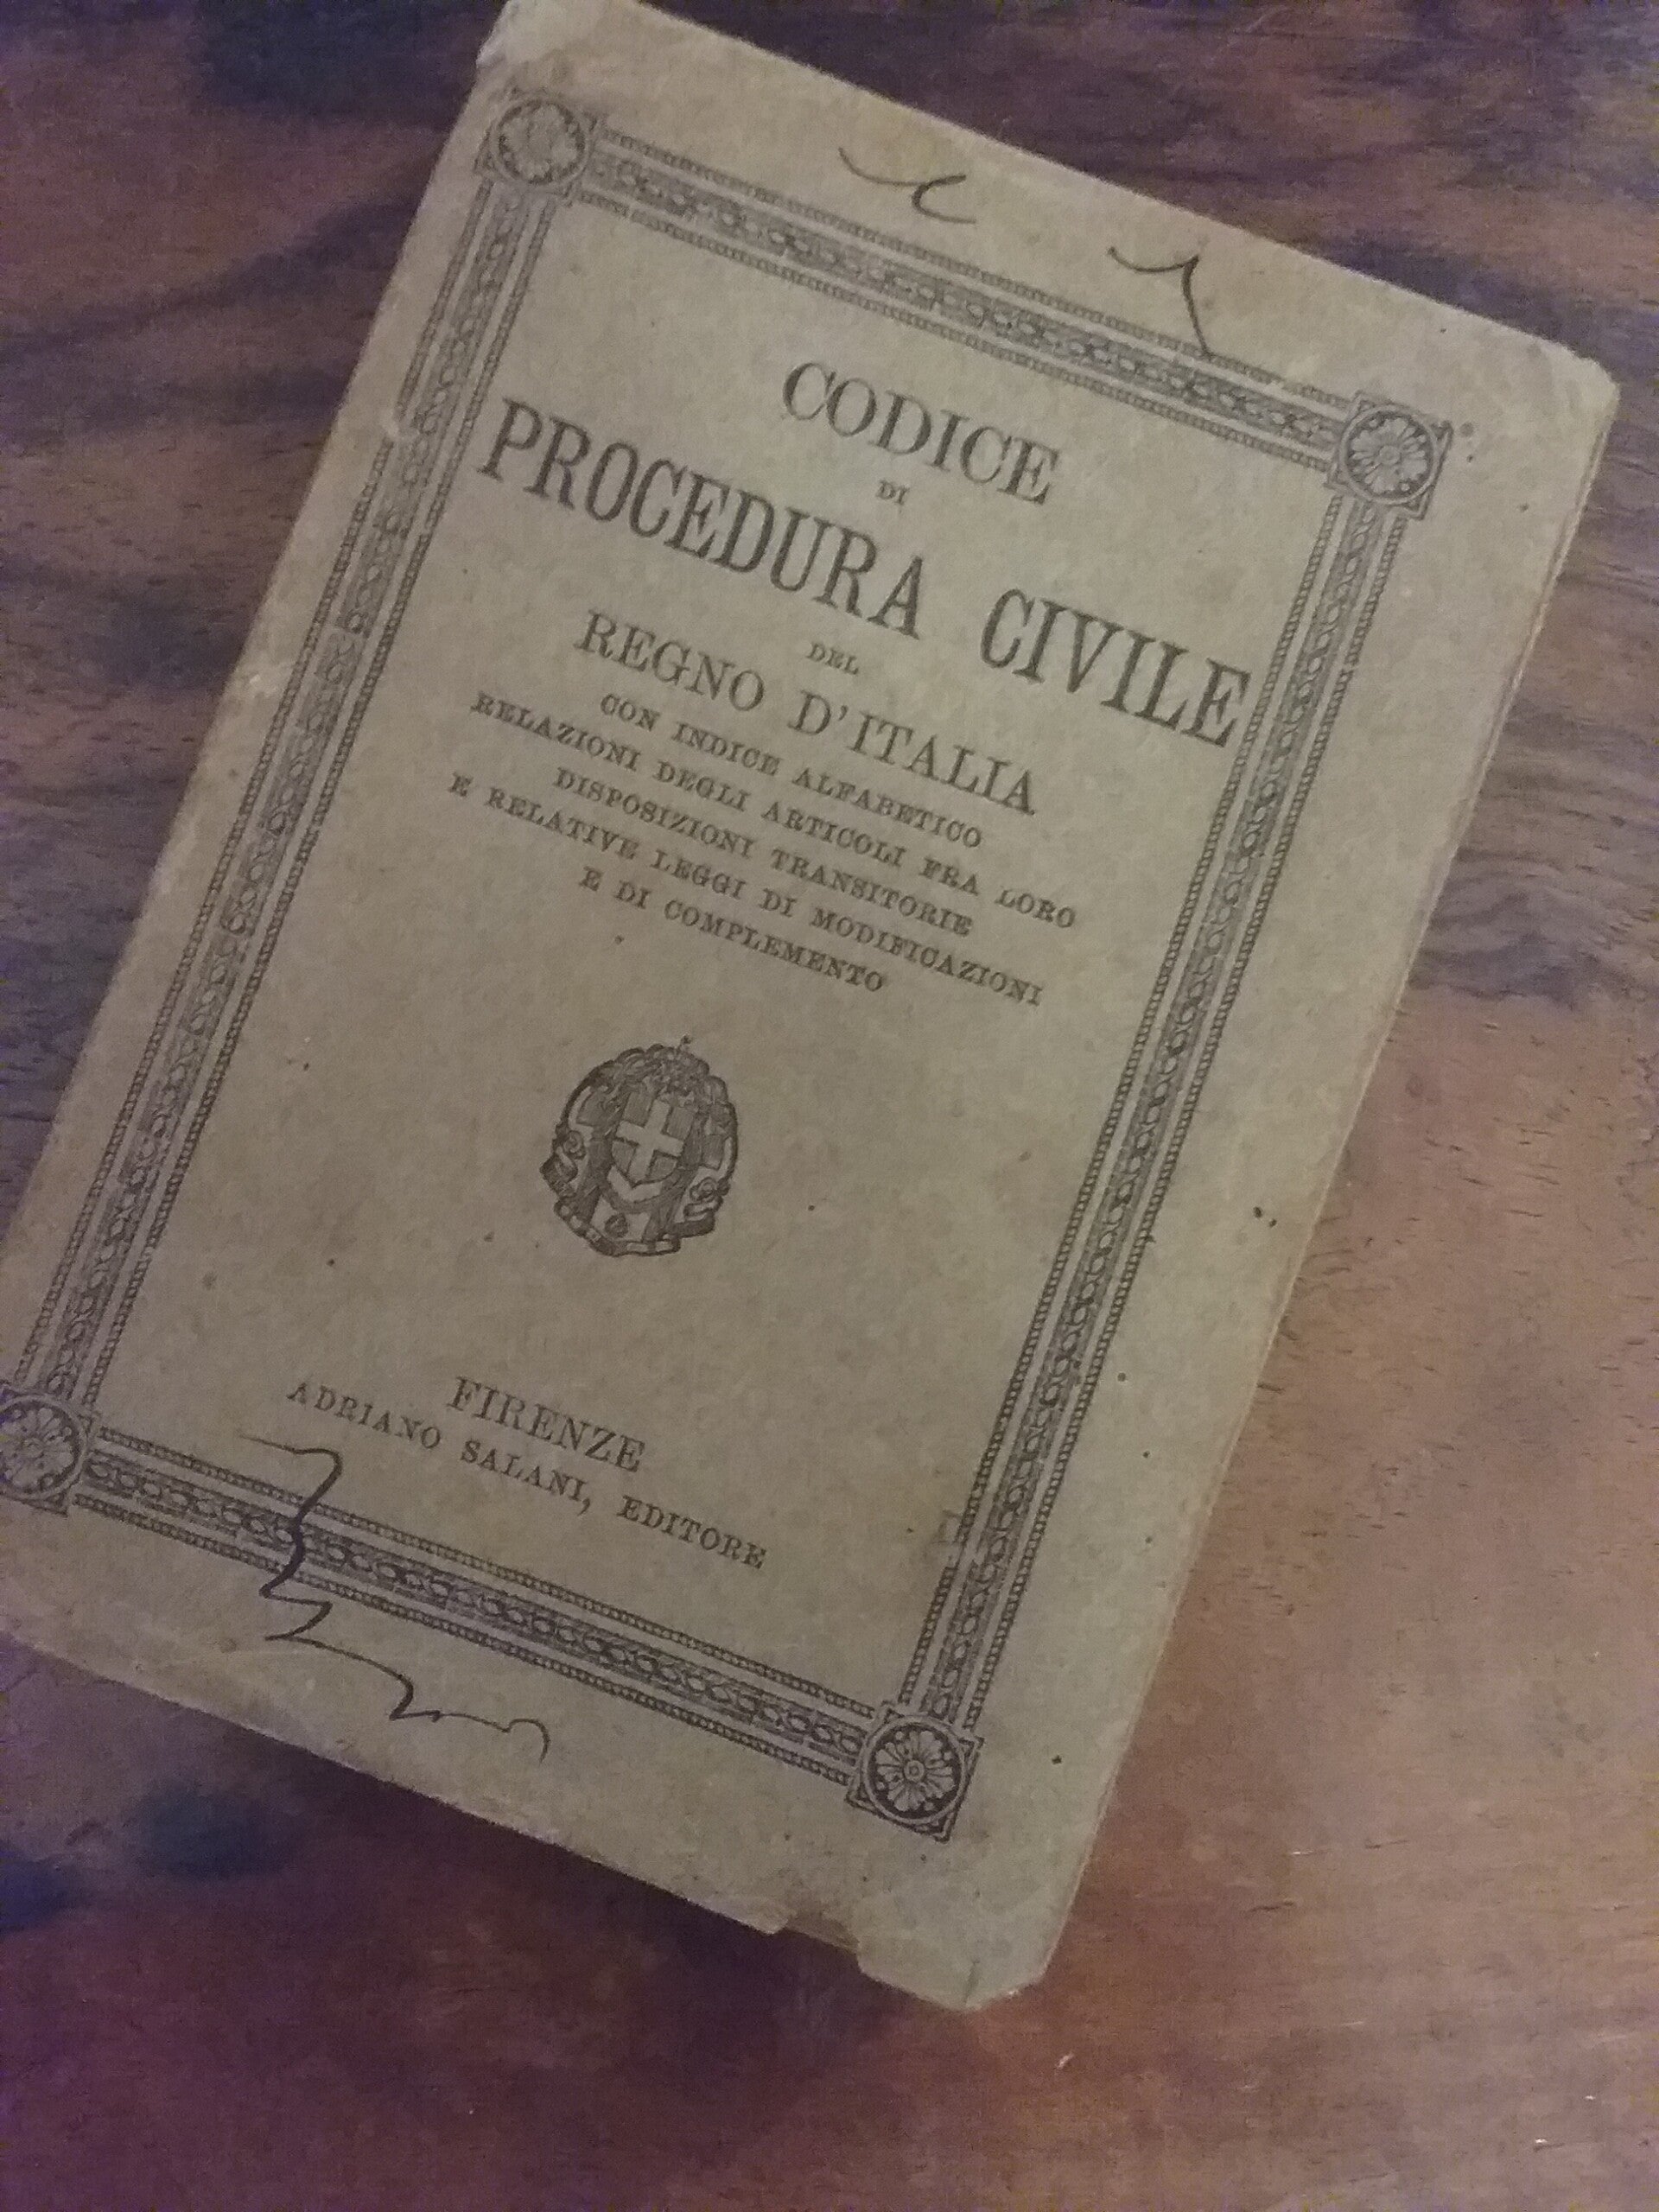 CODICE
DI
PROCEDURA CIVILE
DEL
REGNO D'ITALIA
CON INDICE ALFABETICO
RELAZIONI DEGLI ARTICOLI FRA LORO
DISPOSIZIONI TRANSITORIE
E RELATIVE LEGGI DI MODIFICAZIONI
E DI COMPLEMENTO
FIRENZE
ADRIANO SALANI, EDITORE